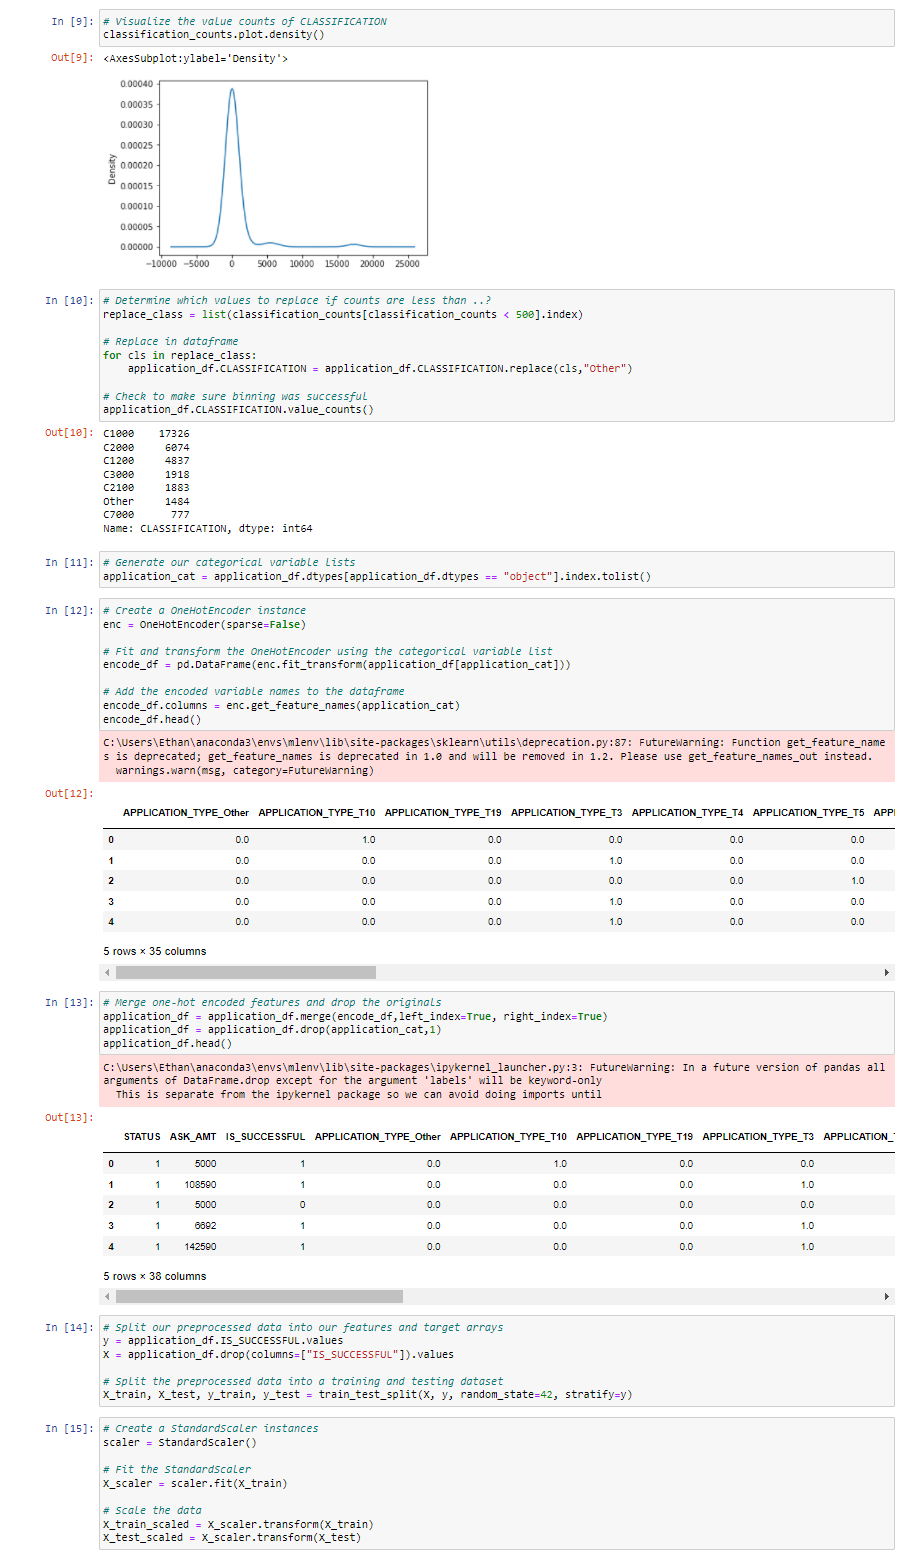 In [9]: # Visualize the value counts of CLASSIFICATION
classification_counts.plot.density()
Out[9]: <AxesSubplot:ylabel='Density'>
0.00040
0.00035
0.00030
0.00025
0.00020
0.00015
0.00010
0.00005
0.00000
Density
−10000 −5000 0 5000 10000 15000 20000 25000
In [10]: # Determine which values to replace if counts are less than ..?
replace_class = list(classification_counts[classification_counts < 500].index)
# Replace in dataframe
for cls in replace_class:
application_df.CLASSIFICATION = application_df.CLASSIFICATION.replace(cls,"Other")
# Check to make sure binning was successful
application_df.CLASSIFICATION.value_counts()
Out[10]: C1000 17326
C2000 6074
C1200 4837
C3000 1918
C2100 1883
Other 1484
C7000 777
Name: CLASSIFICATION, dtype: int64
In [11]: # Generate our categorical variable lists
application_cat = application_df.dtypes[application_df.dtypes == "object"].index.tolist()
In [12]: # Create a OneHotEncoder instance
enc = OneHotEncoder(sparse=False)
# Fit and transform the OneHotEncoder using the categorical variable list
encode_df = pd.DataFrame(enc.fit_transform(application_df[application_cat]))
# Add the encoded variable names to the dataframe
encode_df.columns = enc.get_feature_names(application_cat)
encode_df.head()
C:\Users\Ethan\anaconda3\envs\mlenv\lib\site-packages\sklearn\utils\deprecation.py:87: FutureWarning: Function get_feature_name
s is deprecated; get_feature_names is deprecated in 1.0 and will be removed in 1.2. Please use get_feature_names_out instead.
warnings.warn(msg, category=FutureWarning)
Out[12]:
APPLICATION_TYPE_Other APPLICATION_TYPE_T10 APPLICATION_TYPE_T19 APPLICATION_TYPE_T3 APPLICATION_TYPE_T4 APPLICATION_TYPE_T5 APPI
0 0.0 1.0 0.0 0.0 0.0 0.0
1 0.0 0.0 0.0 1.0 0.0 0.0
2 0.0 0.0 0.0 0.0 0.0 1.0
3 0.0 0.0 0.0 1.0 0.0 0.0
4 0.0 0.0 0.0 1.0 0.0 0.0
5 rows × 35 columns
In [13]: # Merge one-hot encoded features and drop the originals
application_df = application_df.merge(encode_df,left_index=True, right_index=True)
application_df = application_df.drop(application_cat,1)
application_df.head()
C:\Users\Ethan\anaconda3\envs\mlenv\lib\site-packages\ipykernel_launcher.py:3: FutureWarning: In a future version of pandas all
arguments of DataFrame.drop except for the argument 'labels' will be keyword-only
This is separate from the ipykernel package so we can avoid doing imports until
Out[13]:
STATUS ASK_AMT IS_SUCCESSFUL APPLICATION_TYPE_Other APPLICATION_TYPE_T10 APPLICATION_TYPE_T19 APPLICATION_TYPE_T3 APPLICATION_
0 1 5000 1 0.0 1.0 0.0 0.0
1 1 108590 1 0.0 0.0 0.0 1.0
2 1 5000 0 0.0 0.0 0.0 0.0
3 1 6692 1 0.0 0.0 0.0 1.0
4 1 142590 1 0.0 0.0 0.0 1.0
5 rows × 38 columns
In [14]: # Split our preprocessed data into our features and target arrays
y = application_df.IS_SUCCESSFUL.values
X = application_df.drop(columns=["IS_SUCCESSFUL"]).values
# Split the preprocessed data into a training and testing dataset
X_train, X_test, y_train, y_test = train_test_split(X, y, random_state=42, stratify=y)
In [15]: # Create a StandardScaler instances
scaler = StandardScaler()
# Fit the StandardScaler
X_scaler = scaler.fit(X_train)
# Scale the data
X_train_scaled = X_scaler.transform(X_train)
X_test_scaled = X_scaler.transform(X_test)